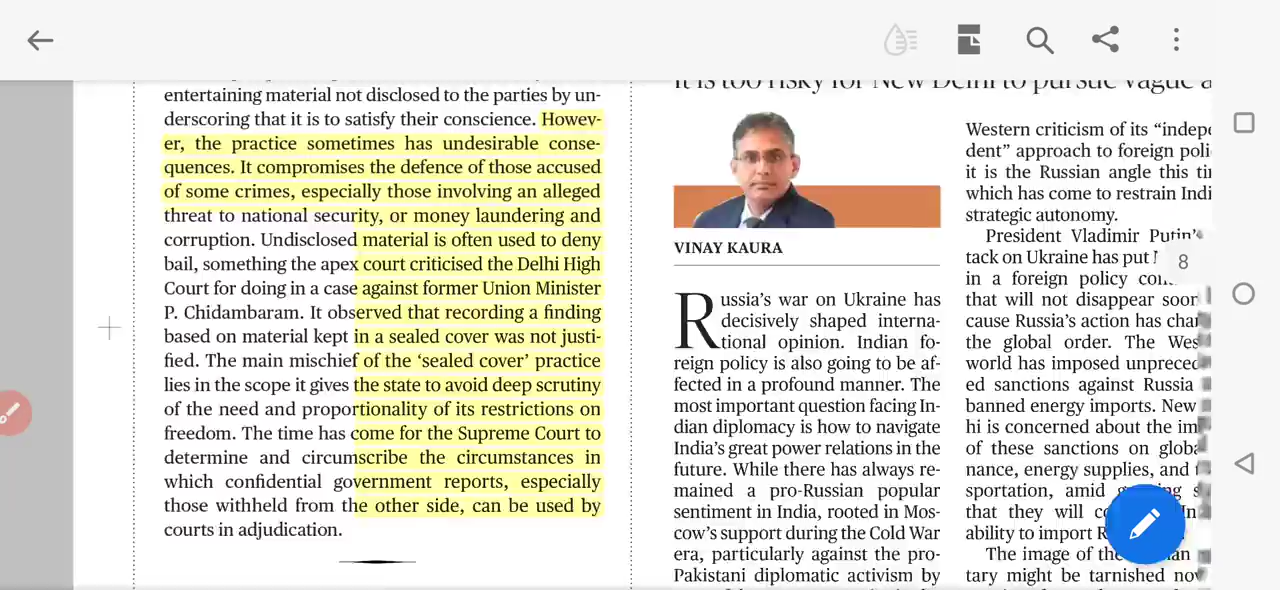 entertaining material not disclosed to the parties by un-
derscoring that it is to satisfy their conscience. Howev-
er, the practice sometimes has undesirable conse-
quences. It compromises the defence of those accused
of some crimes, especially those involving an alleged
threat to national security, or money laundering and
corruption. Undisclosed material is often used to deny
bail, something the apex court criticised the Delhi High
Court for doing in a case against former Union Minister
P. Chidambaram. It observed that recording a finding
based on material kept in a sealed cover was not justi-
fied. The main mischief of the ‘sealed cover’ practice
lies in the scope it gives the state to avoid deep scrutiny
of the need and proportionality of its restrictions on
freedom. The time has come for the Supreme Court to
determine and circumscribe the circumstances in
which confidential government reports, especially
those withheld from the other side, can be used by
courts in adjudication.
It is too risky for New Delhi to pursue vague
VINAY KAURA
Russia’s war on Ukraine has
decisively shaped interna-
tional opinion. Indian fo-
reign policy is also going to be af-
fected in a profound manner. The
most important question facing In-
dian diplomacy is how to navigate
India’s great power relations in the
future. While there has always re-
mained a pro-Russian popular
sentiment in India, rooted in Mos-
cow’s support during the Cold War
era, particularly against the pro-
Pakistani diplomatic activism by
Western criticism of its “indepe
dent” approach to foreign poli
it is the Russian angle this ti
which has come to restrain Indi
strategic autonomy.
President Vladimir Putin’s
tack on Ukraine has put
in a foreign policy
that will not disappear soon
cause Russia’s action has cha
the global order. The Wes
world has imposed unpreced
ed sanctions against Russia
banned energy imports. New
hi is concerned about the im
of these sanctions on globa
nance, energy supplies, and
sportation, amid
that they will
ability to import
The image of the
tary might be tarnished now
8